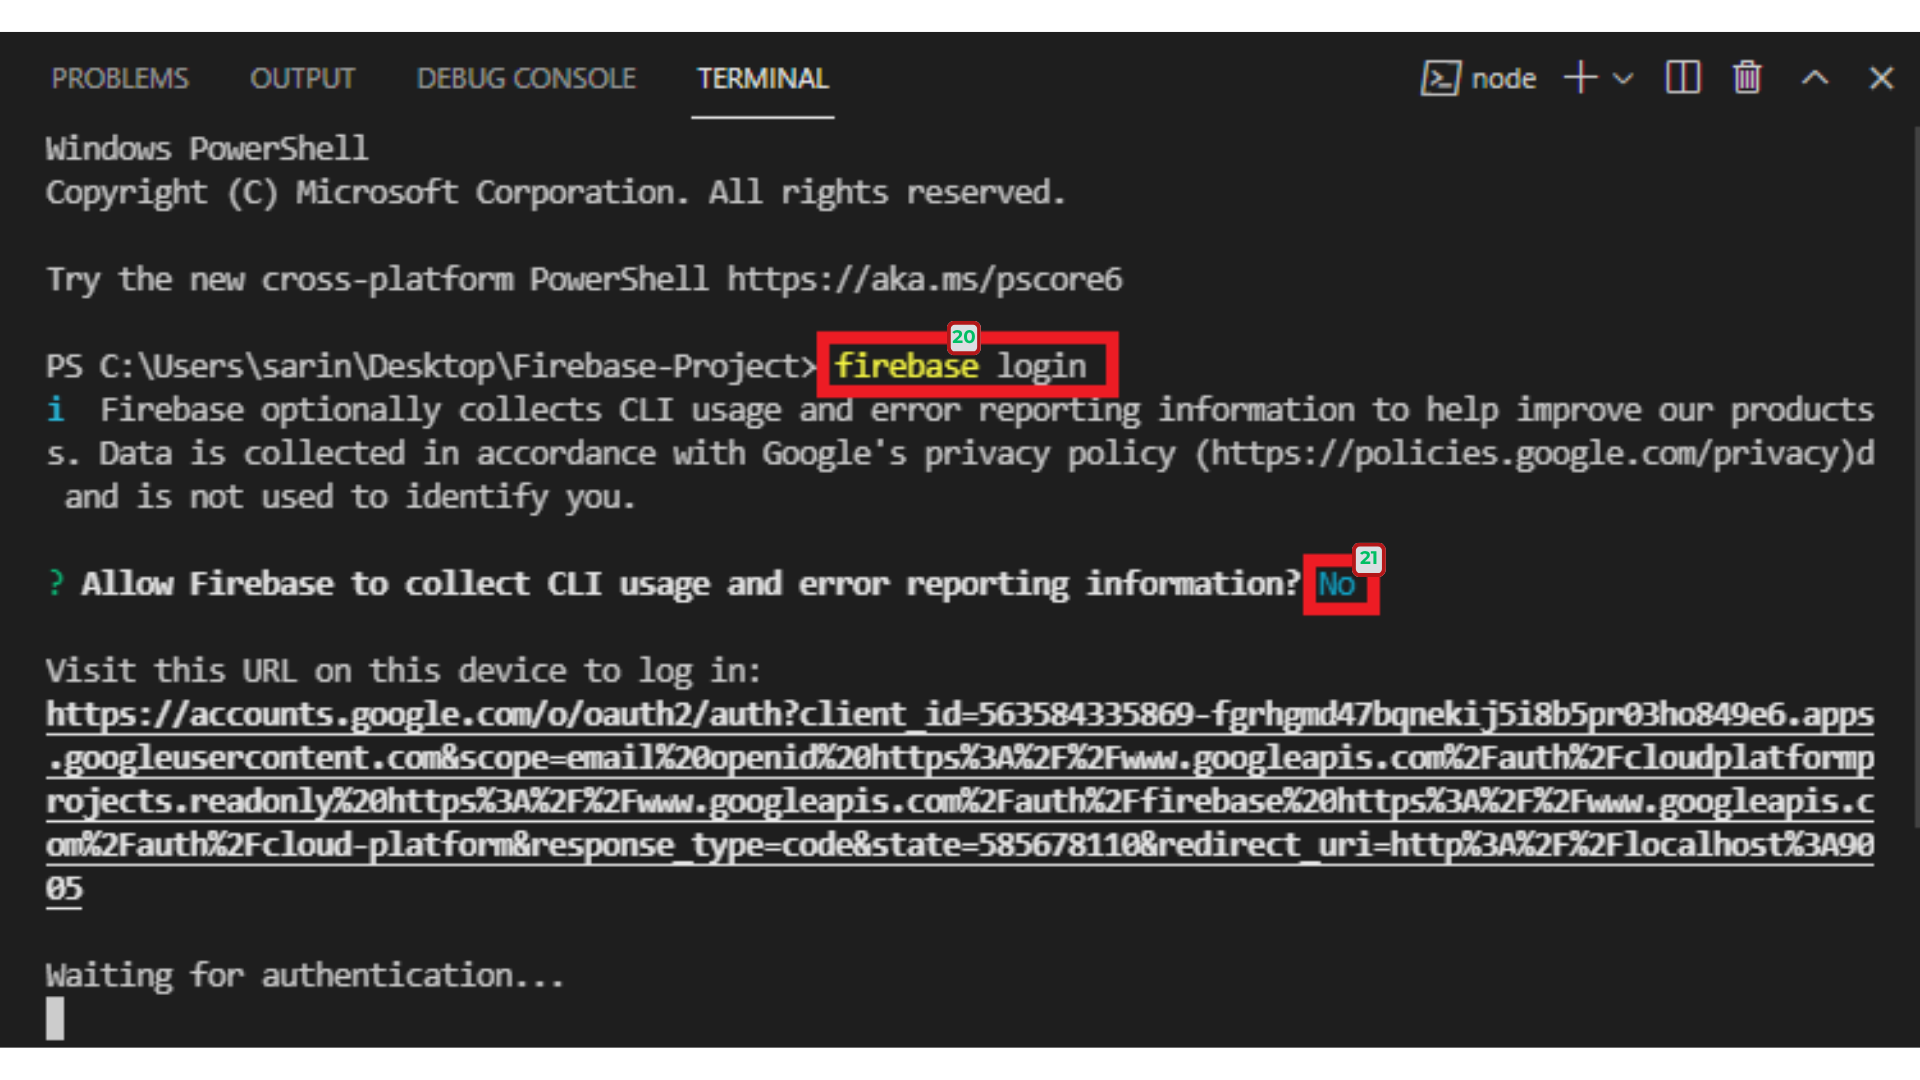 PROBLEMS OUTPUT DEBUG CONSOLE TERMINAL node
Windows PowerShell
Copyright (C) Microsoft Corporation. All rights reserved.
Try the new cross-platform PowerShell https://aka.ms/pscore6
20
PS C:\Users\sarin\Desktop\Firebase-Project> firebase login
i Firebase optionally collects CLI usage and error reporting information to help improve our products
s. Data is collected in accordance with Google's privacy policy (https://policies.google.com/privacy)d
and is not used to identify you.
21
? Allow Firebase to collect CLI usage and error reporting information? No
Visit this URL on this device to log in:
https://accounts.google.com/o/oauth2/auth?client_id=563584335869-fgrhgmd47bqnekij5i8b5pr03ho849e6.apps
.googleusercontent.com&scope=email%20openid%20https%3A%2F%2Fwww.googleapis.com%2Fauth%2Fcloudplatformp
rojects.readonly%20https%3A%2F%2Fwww.googleapis.com%2Fauth%2Ffirebase%20https%3A%2F%2Fwww.googleapis.c
om%2Fauth%2Fcloud-platform&response_type=code&state=585678110&redirect_uri=http%3A%2F%2Flocalhost%3A90
05
Waiting for authentication...